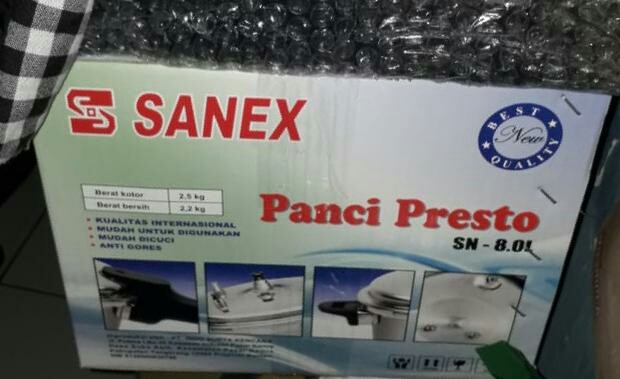 SANEX
BEST
New
QUALITY
Berat kotor 2,5 kg
Berat bersih 2,2 kg
• KUALITAS INTERNASIONAL
• MUDAH UNTUK DIGUNAKAN
• MUDAH DICUCI
• ANTI GORES
Panci Presto
SN - 8.0L